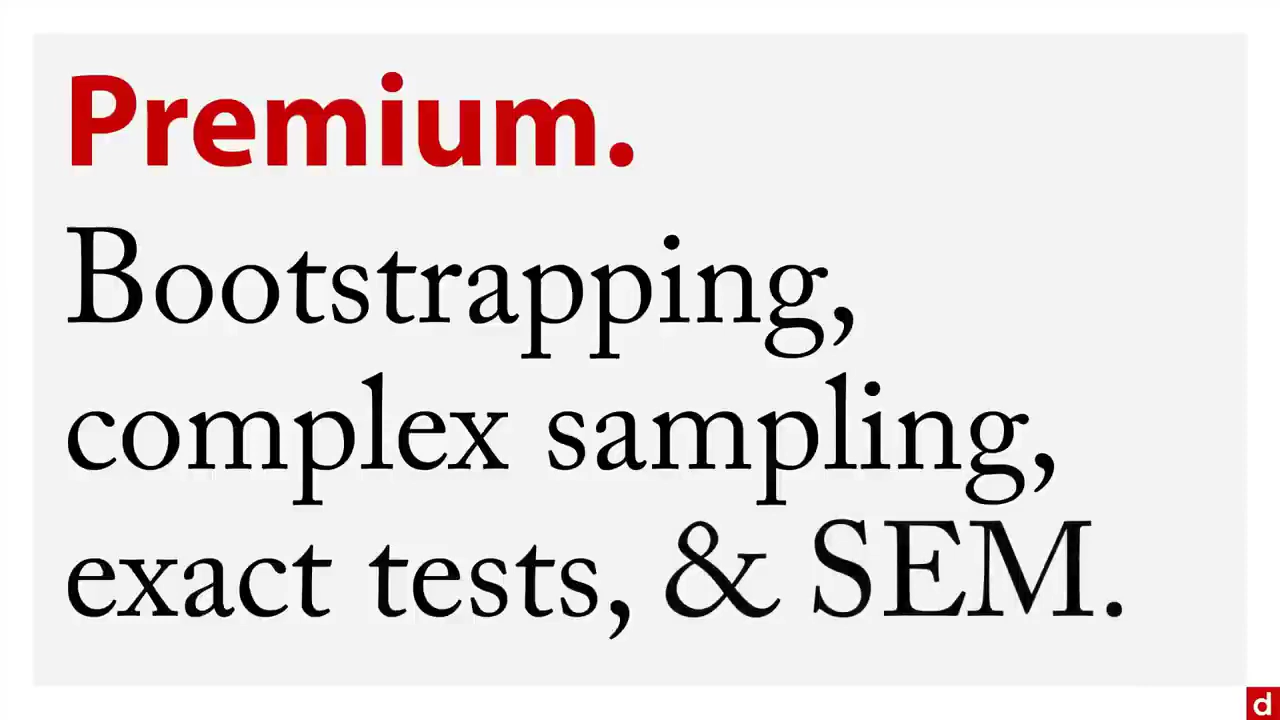 Premium.
Bootstrapping,
complex sampling,
exact tests, & SEM.
d